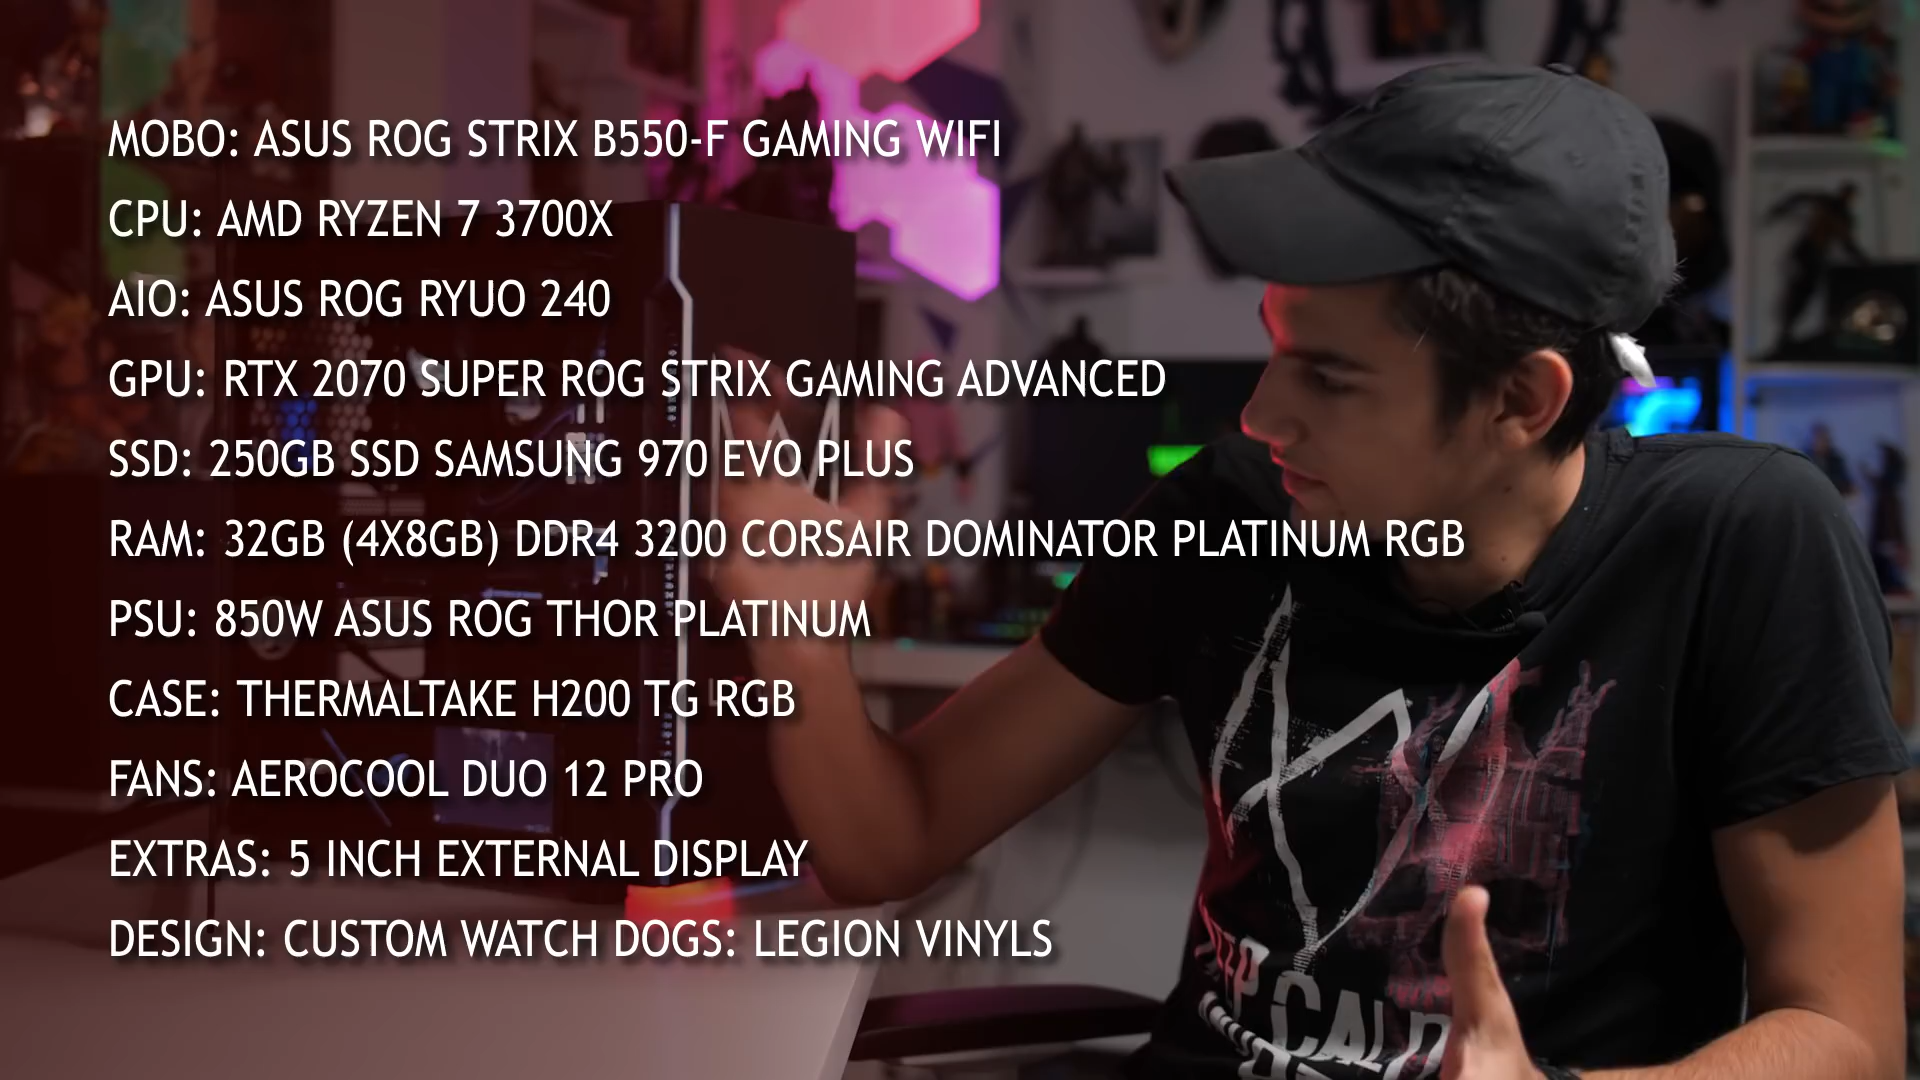 MOBO: ASUS ROG STRIX B550-F GAMING WIFI
CPU: AMD RYZEN 7 3700X
AIO: ASUS ROG RYUO 240
GPU: RTX 2070 SUPER ROG STRIX GAMING ADVANCED
SSD: 250GB SSD SAMSUNG 970 EVO PLUS
RAM: 32GB (4X8GB) DDR4 3200 CORSAIR DOMINATOR PLATINUM RGB
PSU: 850W ASUS ROG THOR PLATINUM
CASE: THERMALTAKE H200 TG RGB
FANS: AEROCOOL DUO 12 PRO
EXTRAS: 5 INCH EXTERNAL DISPLAY
DESIGN: CUSTOM WATCH DOGS: LEGION VINYLS